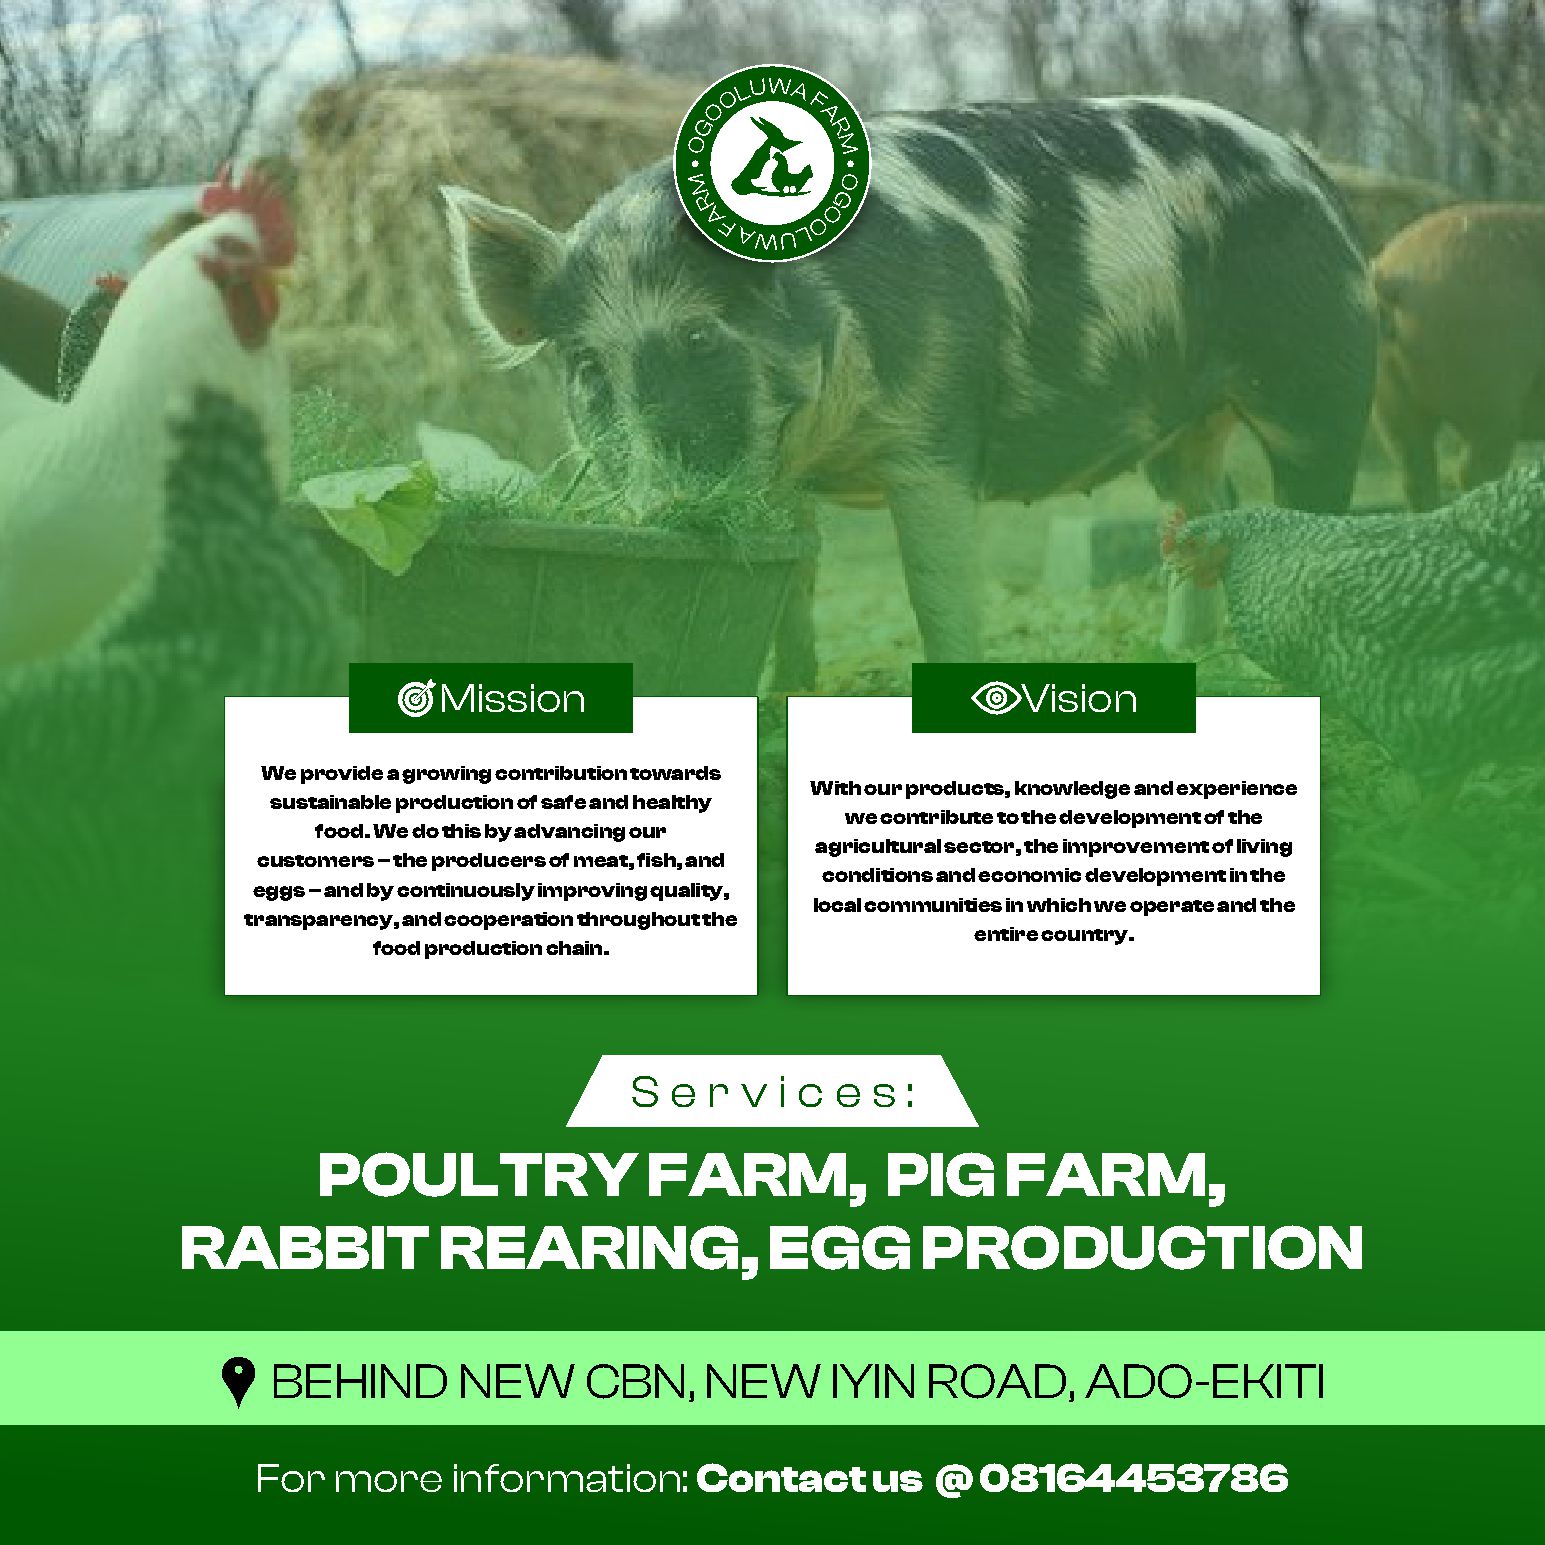 OGOOLUWA FARM • OGOOLUWA FARM •
Mission
We provide a growing contribution towards
sustainable production of safe and healthy
food. We do this by advancing our
customers – the producers of meat, fish, and
eggs – and by continuously improving quality,
transparency, and cooperation throughout the
food production chain.
Vision
With our products, knowledge and experience
we contribute to the development of the
agricultural sector, the improvement of living
conditions and economic development in the
local communities in which we operate and the
entire country.
Services:
POULTRY FARM, PIG FARM,
RABBIT REARING, EGG PRODUCTION
BEHIND NEW CBN, NEW IYIN ROAD, ADO-EKITI
For more information: Contact us @ 08164453786